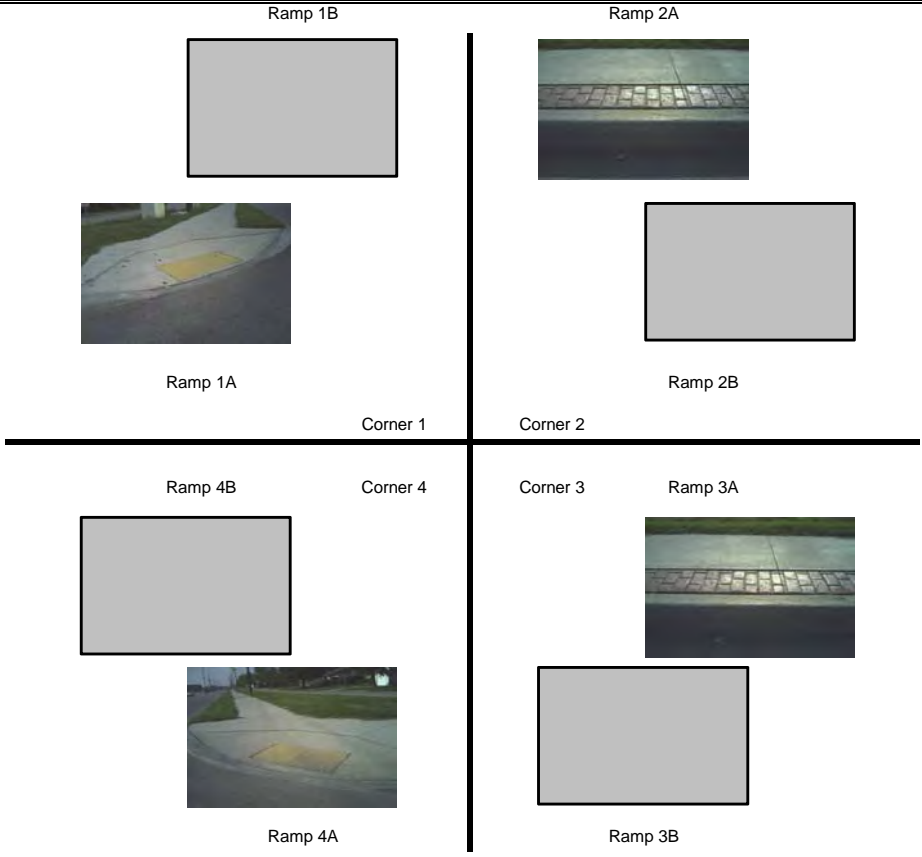 Ramp 1B
Ramp 2A
Ramp 1A
Ramp 2B
Corner 1
Corner 2
Ramp 4B
Corner 4
Corner 3
Ramp 3A
Ramp 4A
Ramp 3B